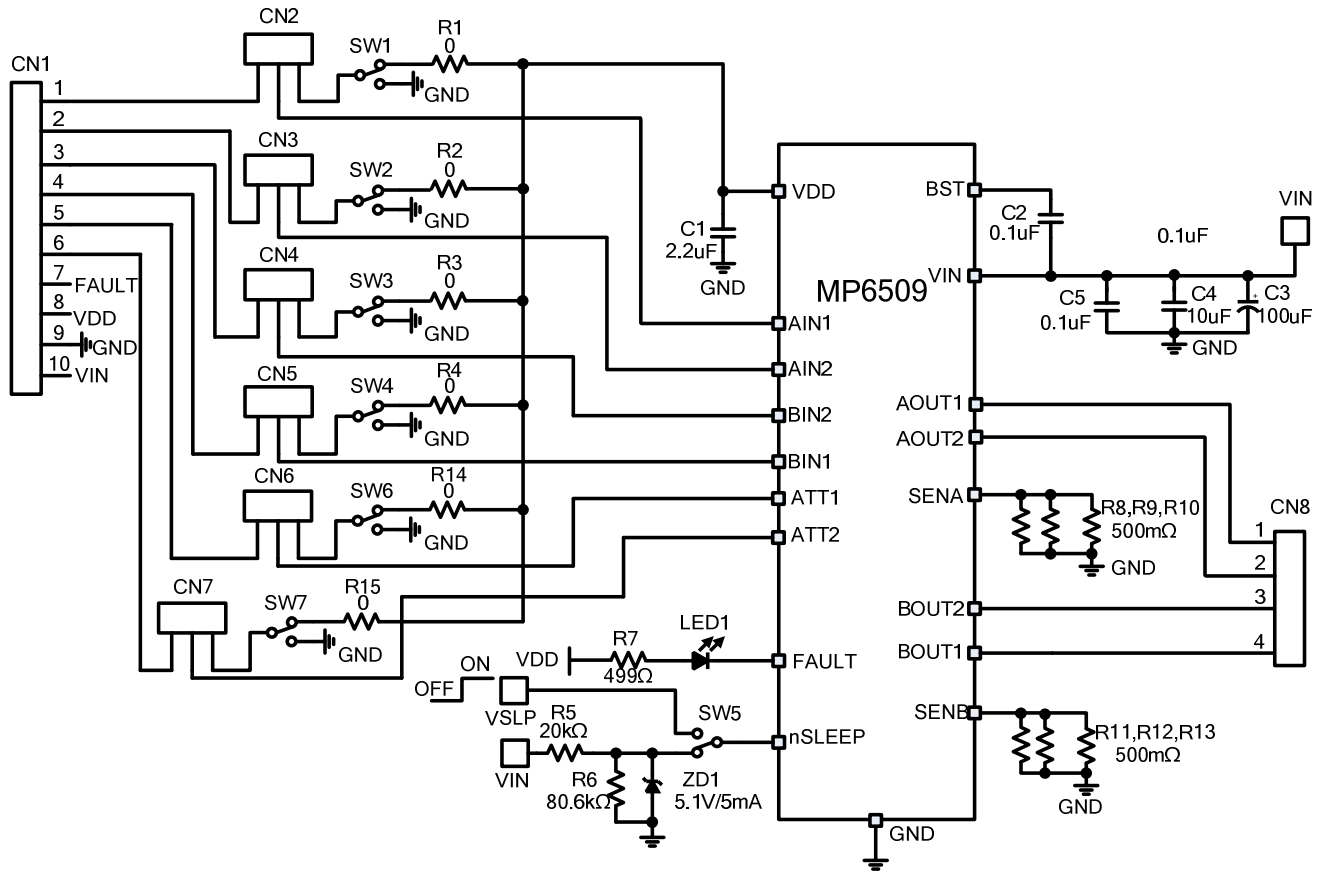 CN1
1
2
3
4
5
6
7
FAULT
8
VDD
9
GND
10
VIN
CN2
SW1
R1
0
GND
CN3
SW2
R2
0
GND
CN4
SW3
R3
0
GND
CN5
SW4
R4
0
GND
CN6
SW6
R14
0
GND
CN7
SW7
R15
0
GND
C1
2.2uF
GND
VDD
R7
499Ω
LED1
OFF
ON
VSLP
VIN
R5
20kΩ
R6
80.6kΩ
ZD1
5.1V/5mA
SW5
MP6509
VDD
AIN1
AIN2
BIN2
BIN1
ATT1
ATT2
FAULT
nSLEEP
BST
VIN
AOUT1
AOUT2
SENA
BOUT2
BOUT1
SENB
GND
C2
0.1uF
0.1uF
VIN
C5
0.1uF
C4
10uF
+
C3
100uF
GND
R8,R9,R10
500mΩ
GND
CN8
1
2
3
4
R11,R12,R13
500mΩ
GND